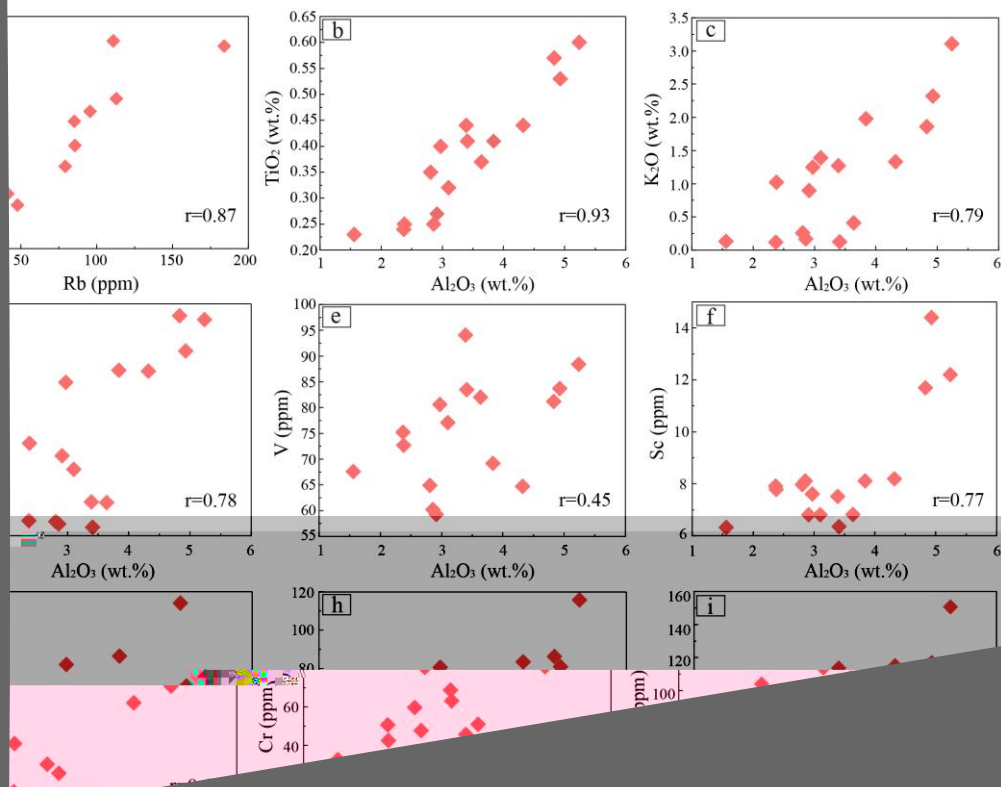 0.65
b
3.5
c
0.60
0.55
3.0
0.50
2.5
0.45
2.0
0.40
1.5
0.35
1.0
0.30
0.5
0.25
0.20
0.0
TiO₂ (wt.%)
K₂O (wt.%)
r=0.87
r=0.93
r=0.79
50 100 150 200
1 2 3 4 5 6
1 2 3 4 5 6
Rb (ppm)
Al₂O₃ (wt.%)
Al₂O₃ (wt.%)
100
e
f
95
14
90
85
12
80
75
10
70
8
65
60
55
6
V (ppm)
Sc (ppm)
r=0.78
r=0.45
r=0.77
3 4 5 6
1 2 3 4 5 6
1 2 3 4 5 6
Al₂O₃ (wt.%)
Al₂O₃ (wt.%)
Al₂O₃ (wt.%)
120
h
160
i
100
140
80
120
100
60
40
Cr (ppm
ppm)